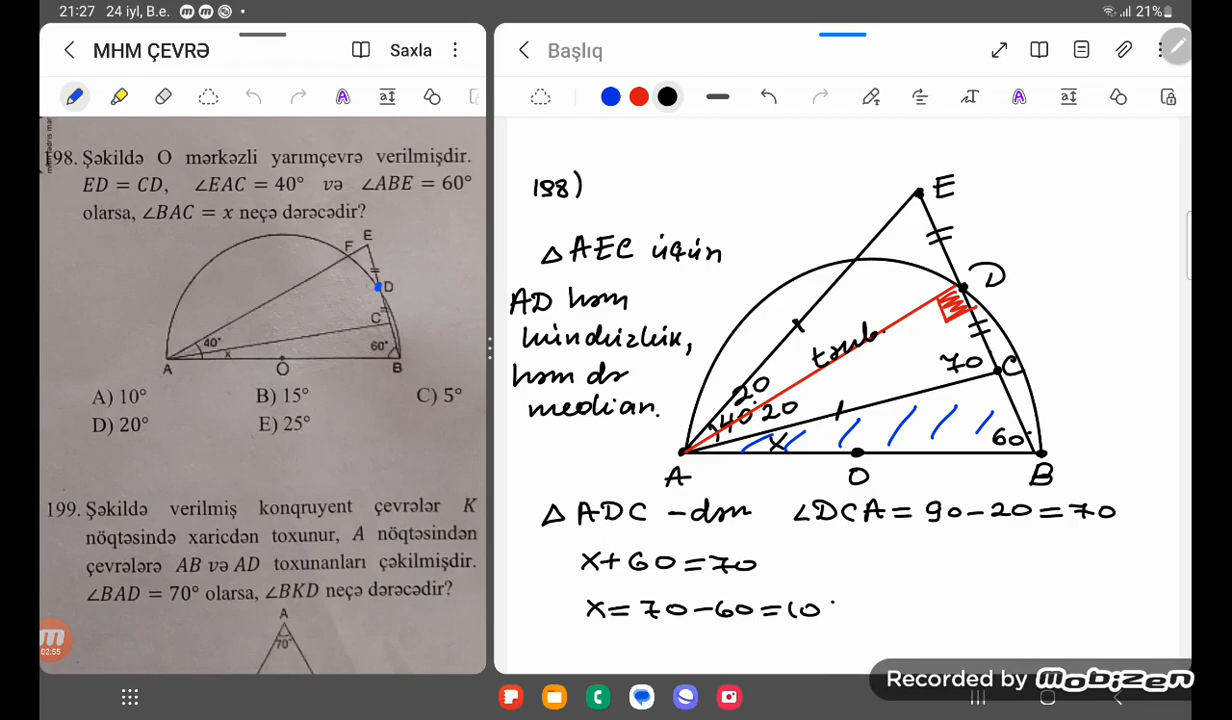 21:27 24 iyl, B.e.
21%
MHM ÇEVRƏ
Saxla
Başlıq
198. Şəkildə O mərkəzli yarımçevrə verilmişdir.
ED = CD, ∠EAC = 40° və ∠ABE = 60°
olarsa, ∠BAC = x neçə dərəcədir?
F E
D
C
40°
x
60°
A O B
A) 10° B) 15° C) 5°
D) 20° E) 25°
199. Şəkildə verilmiş konqruyent çevrələr K
nöqtəsində xaricdən toxunur, A nöqtəsindən
çevrələrə AB və AD toxunanları çəkilmişdir.
∠BAD = 70° olarsa, ∠BKD neçə dərəcədir?
A
70°
02:55
198)
△ AEC üçün
AD həm
hündürlük,
həm də
median.
E
D
C
70
20
40°
20
x
60°
A O B
△ ADC -dən ∠DCA = 90 - 20 = 70
x + 60 = 70
x = 70 - 60 = 10
Recorded by mobizen